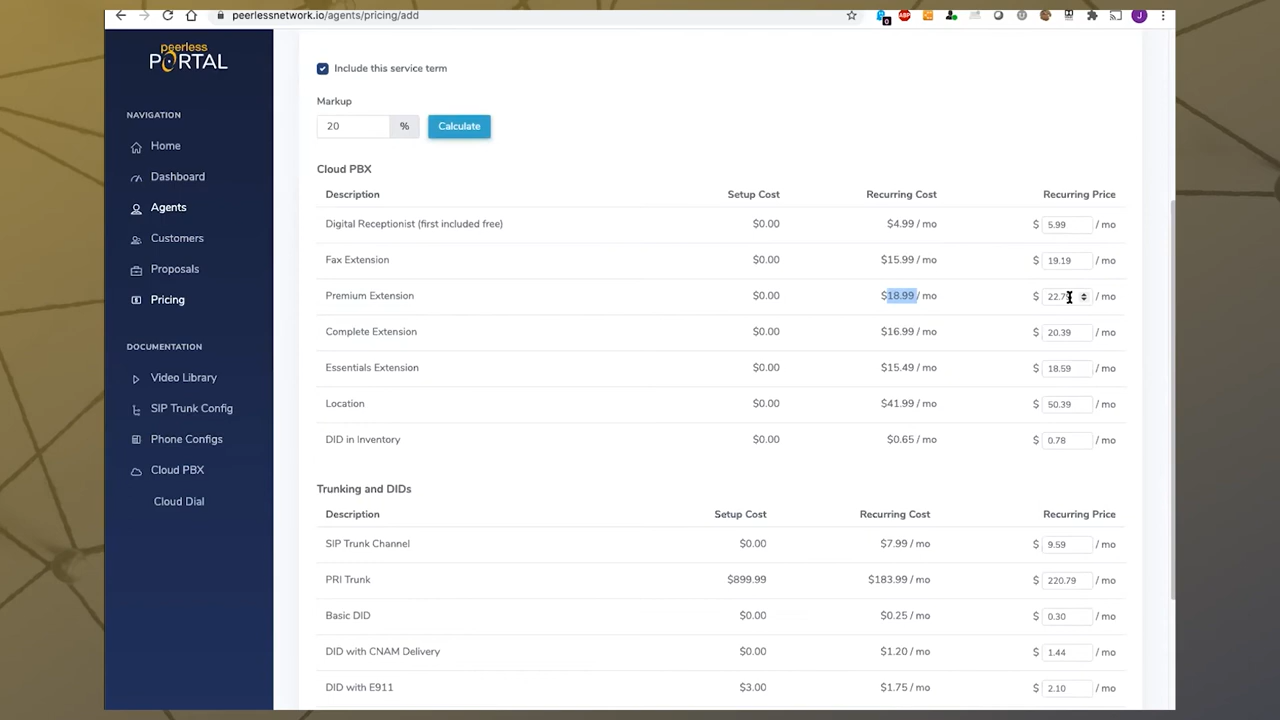 peerlessnetwork.io/agents/pricing/add
0
ABP
J
peerless
PORTAL
NAVIGATION
Home
Dashboard
Agents
Customers
Proposals
Pricing
DOCUMENTATION
Video Library
SIP Trunk Config
Phone Configs
Cloud PBX
Cloud Dial
Include this service term
Markup
20 % Calculate
Cloud PBX
Description Setup Cost Recurring Cost Recurring Price
Digital Receptionist (first included free) $0.00 $4.99 / mo $ 5.99 / mo
Fax Extension $0.00 $15.99 / mo $ 19.19 / mo
Premium Extension $0.00 $18.99 / mo $ 22.79 / mo
Complete Extension $0.00 $16.99 / mo $ 20.39 / mo
Essentials Extension $0.00 $15.49 / mo $ 18.59 / mo
Location $0.00 $41.99 / mo $ 50.39 / mo
DID in Inventory $0.00 $0.65 / mo $ 0.78 / mo
Trunking and DIDs
Description Setup Cost Recurring Cost Recurring Price
SIP Trunk Channel $0.00 $7.99 / mo $ 9.59 / mo
PRI Trunk $899.99 $183.99 / mo $ 220.79 / mo
Basic DID $0.00 $0.25 / mo $ 0.30 / mo
DID with CNAM Delivery $0.00 $1.20 / mo $ 1.44 / mo
DID with E911 $3.00 $1.75 / mo $ 2.10 / mo